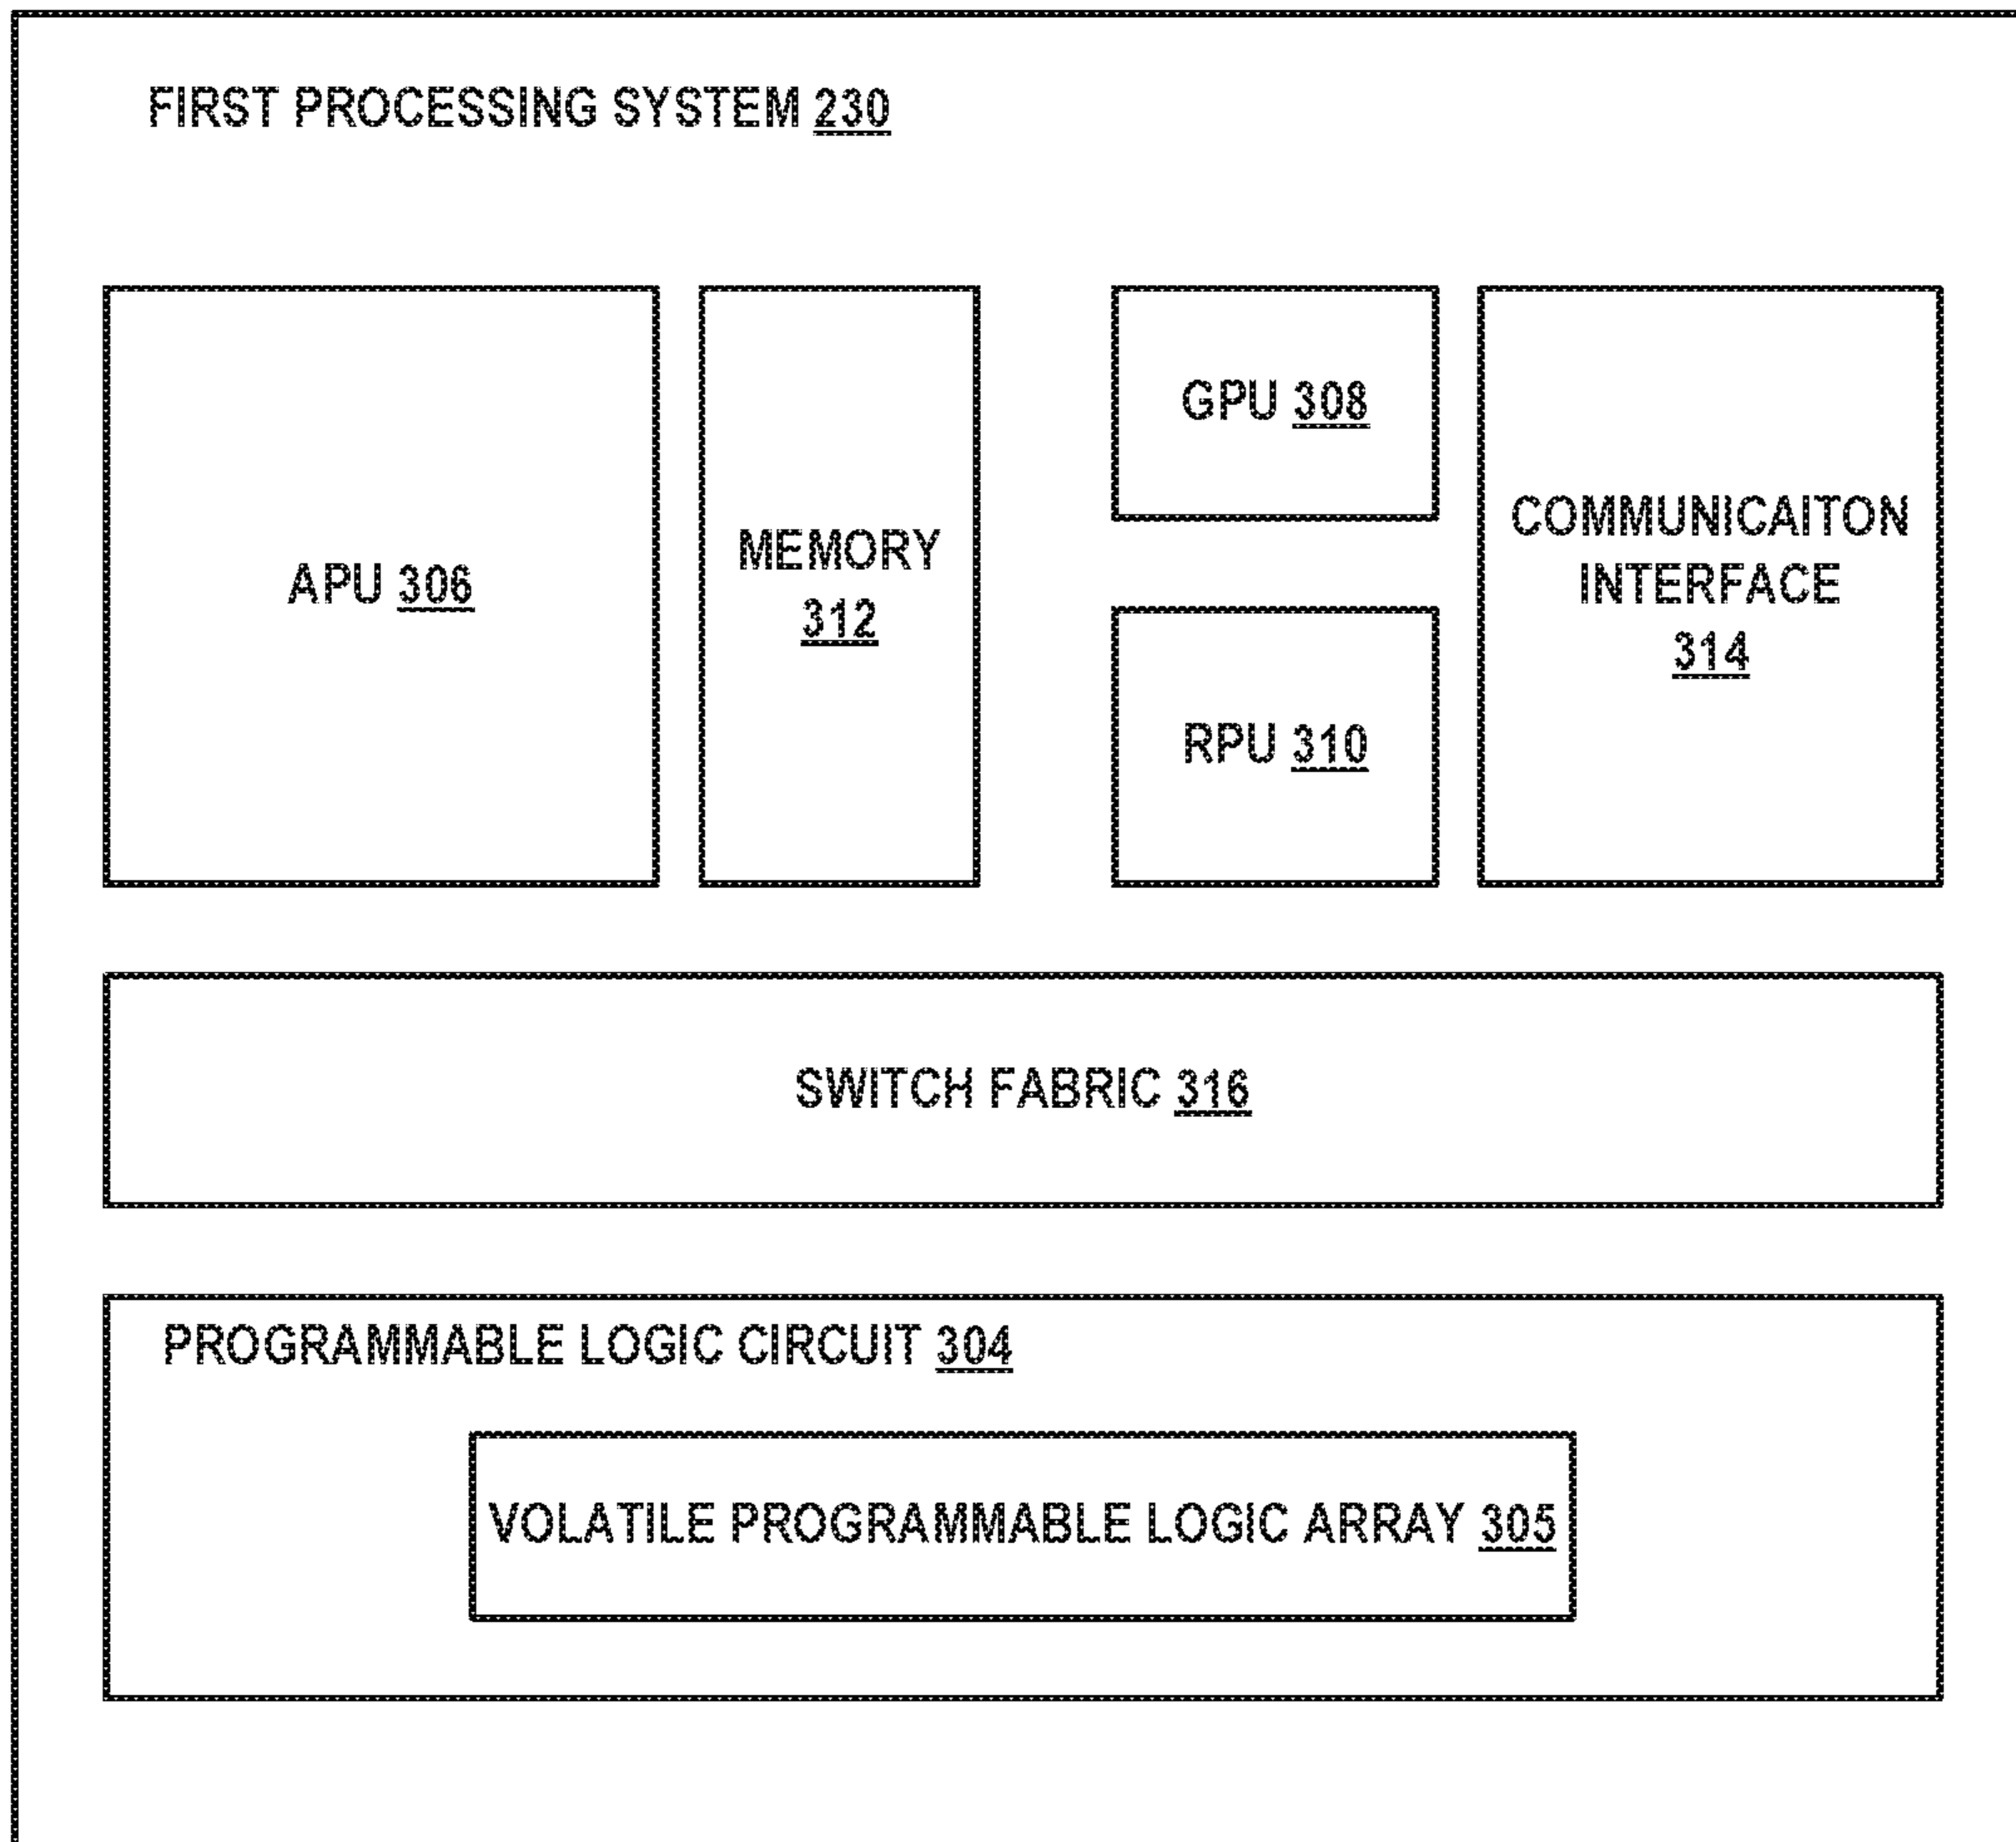 FIRST PROCESSING SYSTEM 230
APU 306
MEMORY
312
GPU 308
RPU 310
COMMUNICAITON
INTERFACE
314
SWITCH FABRIC 316
PROGRAMMABLE LOGIC CIRCUIT 304
VOLATILE PROGRAMMABLE LOGIC ARRAY 305